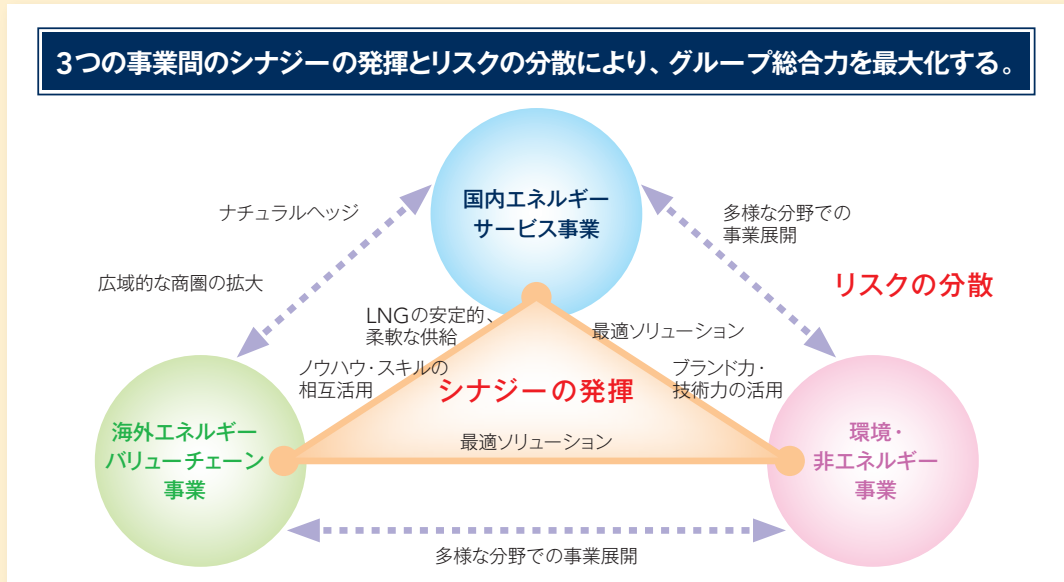 3つの事業間のシナジーの発揮とリスクの分散により、グループ総合力を最大化する。
国内エネルギー
サービス事業
ナチュラルヘッジ
多様な分野での
事業展開
広域的な商圏の拡大
リスクの分散
LNGの安定的、
柔軟な供給
最適ソリューション
ノウハウ・スキルの
相互活用
ブランド力・
技術力の活用
シナジーの発揮
海外エネルギー
バリューチェーン
事業
最適ソリューション
環境・
非エネルギー
事業
多様な分野での事業展開